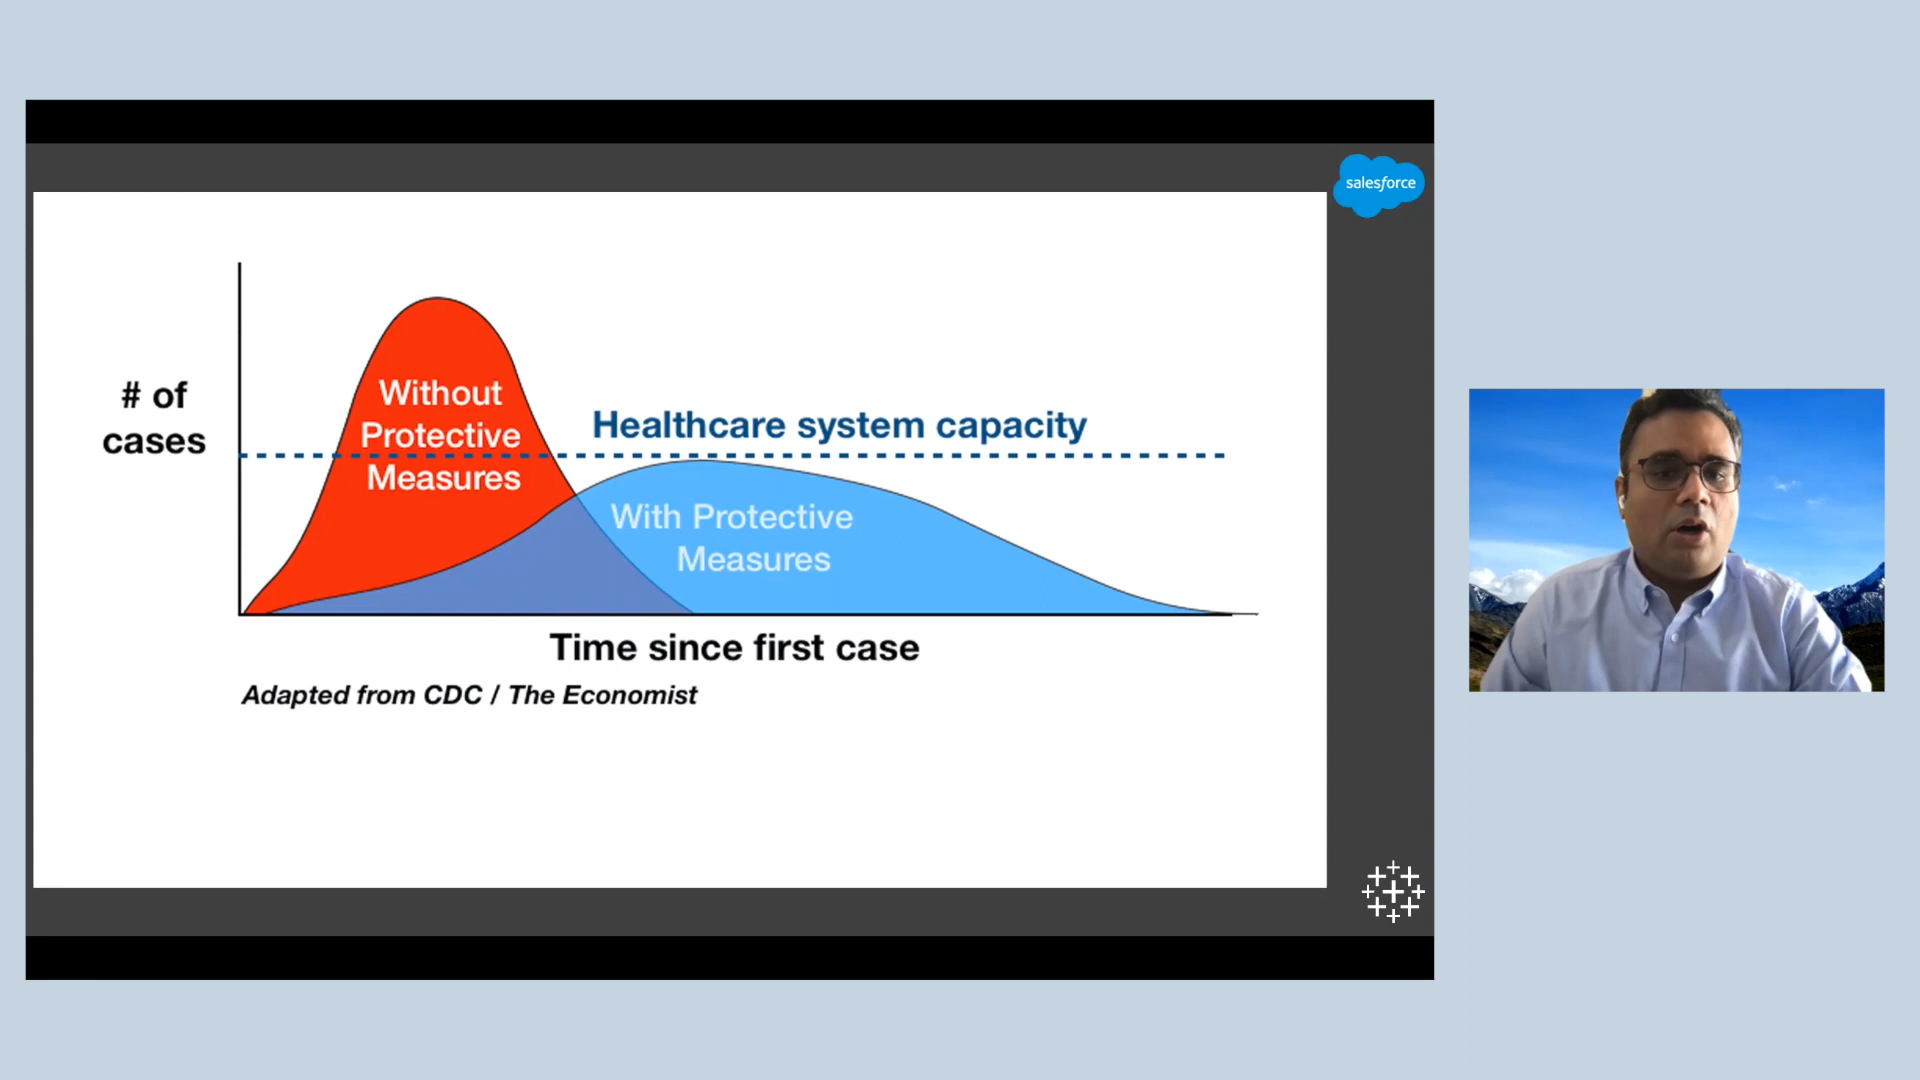 salesforce
# of
cases
Without
Protective
Measures
Healthcare system capacity
With Protective
Measures
Time since first case
Adapted from CDC / The Economist